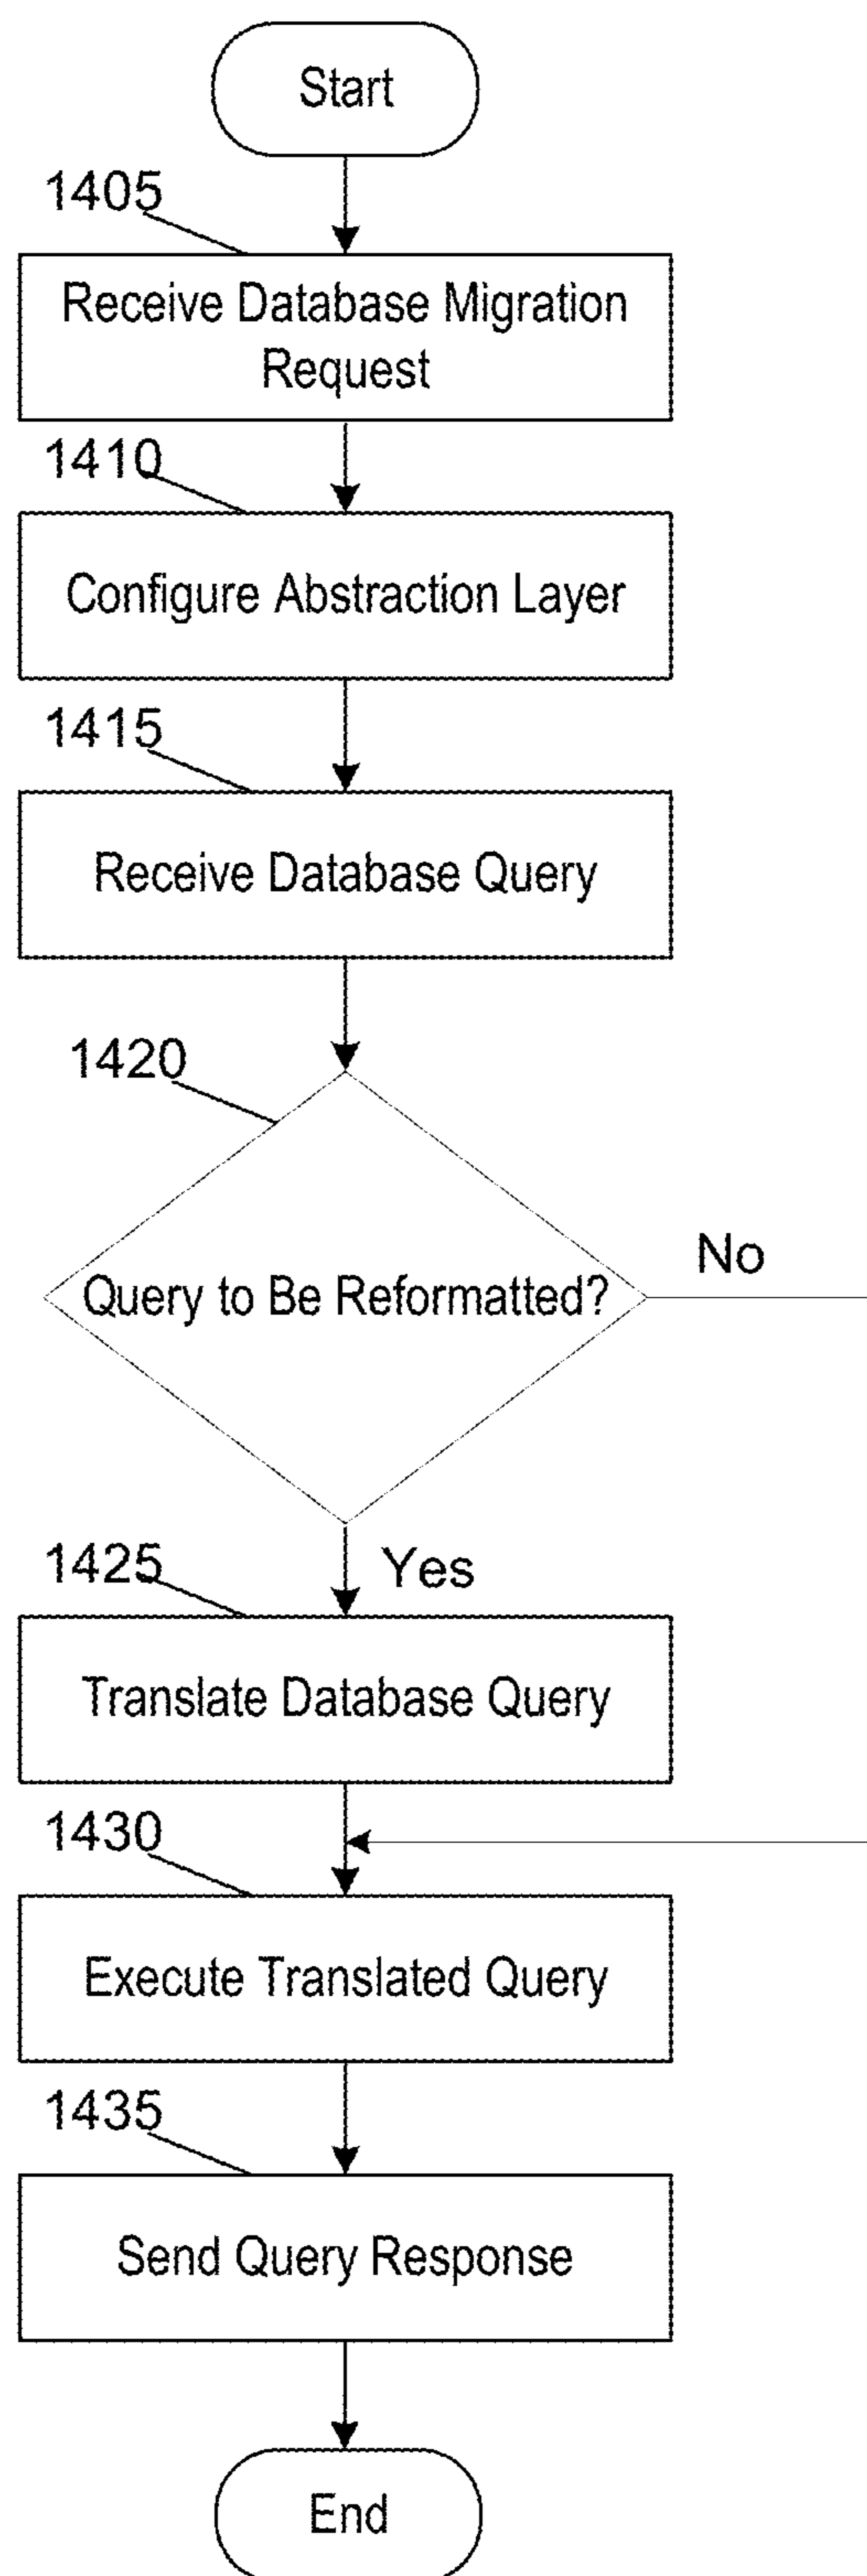 Start
1405
Receive Database Migration
Request
1410
Configure Abstraction Layer
1415
Receive Database Query
1420
Query to Be Reformatted?
No
1425
Yes
Translate Database Query
1430
Execute Translated Query
1435
Send Query Response
End